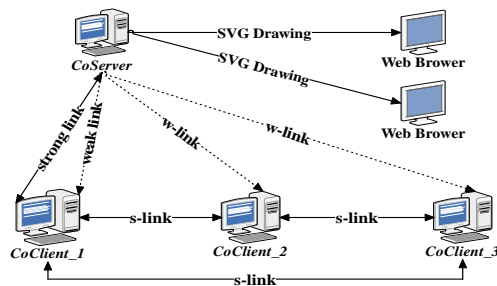 SVG Drawing
Web Brower
CoServer
SVG Drawing
Web Brower
strong link
weak link
w-link
w-link
s-link
s-link
CoClient_1
CoClient_2
CoClient_3
s-link